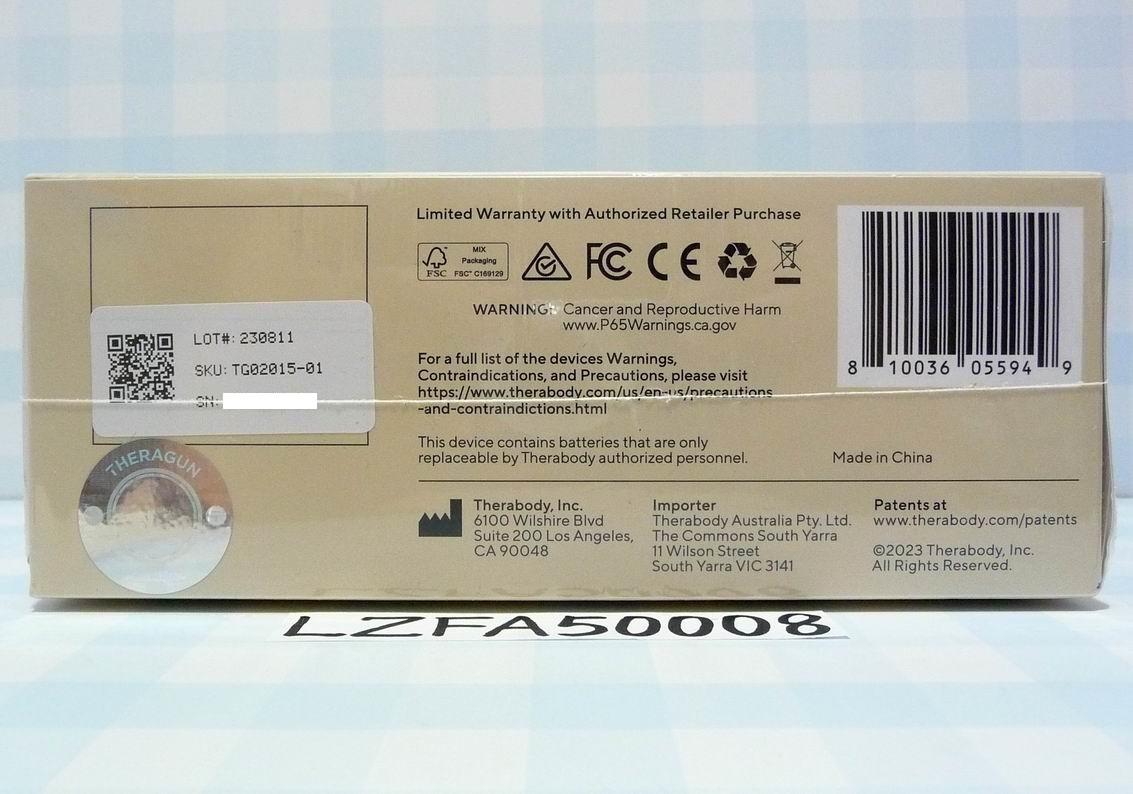 LOT#: 230811
SKU: TG02015-01
SN:
THERAGUN
Limited Warranty with Authorized Retailer Purchase
FSC
MIX
Packaging
FSC™ C169129
FC CE
WARNING: Cancer and Reproductive Harm
www.P65Warnings.ca.gov
For a full list of the devices Warnings,
Contraindications, and Precautions, please visit
https://www.therabody.com/us/en-us/precautions
-and-contraindictions.html
This device contains batteries that are only
replaceable by Therabody authorized personnel.
8 10036 05594 9
Made in China
Therabody, Inc.
6100 Wilshire Blvd
Suite 200 Los Angeles,
CA 90048
Importer
Therabody Australia Pty. Ltd.
The Commons South Yarra
11 Wilson Street
South Yarra VIC 3141
Patents at
www.therabody.com/patents
©2023 Therabody, Inc.
All Rights Reserved.
LZFA50008